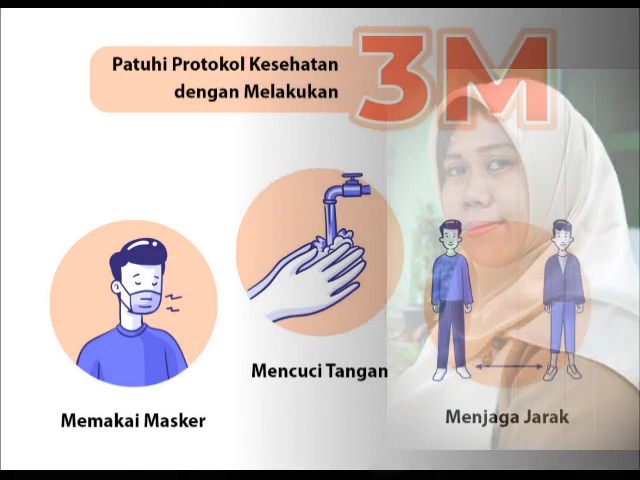 Patuhi Protokol Kesehatan
dengan Melakukan
3M
Memakai Masker
Mencuci Tangan
Menjaga Jarak